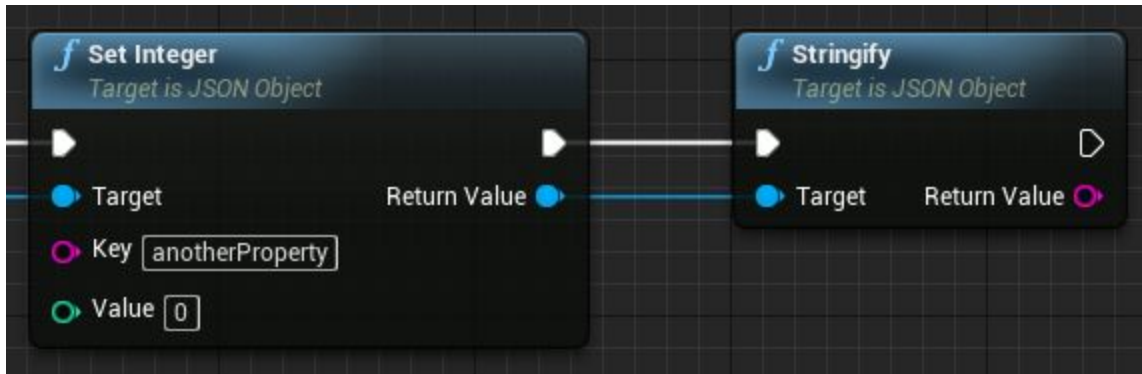 f Set Integer
Target is JSON Object
Target
Return Value
Key anotherProperty
Value 0
f Stringify
Target is JSON Object
Target
Return Value